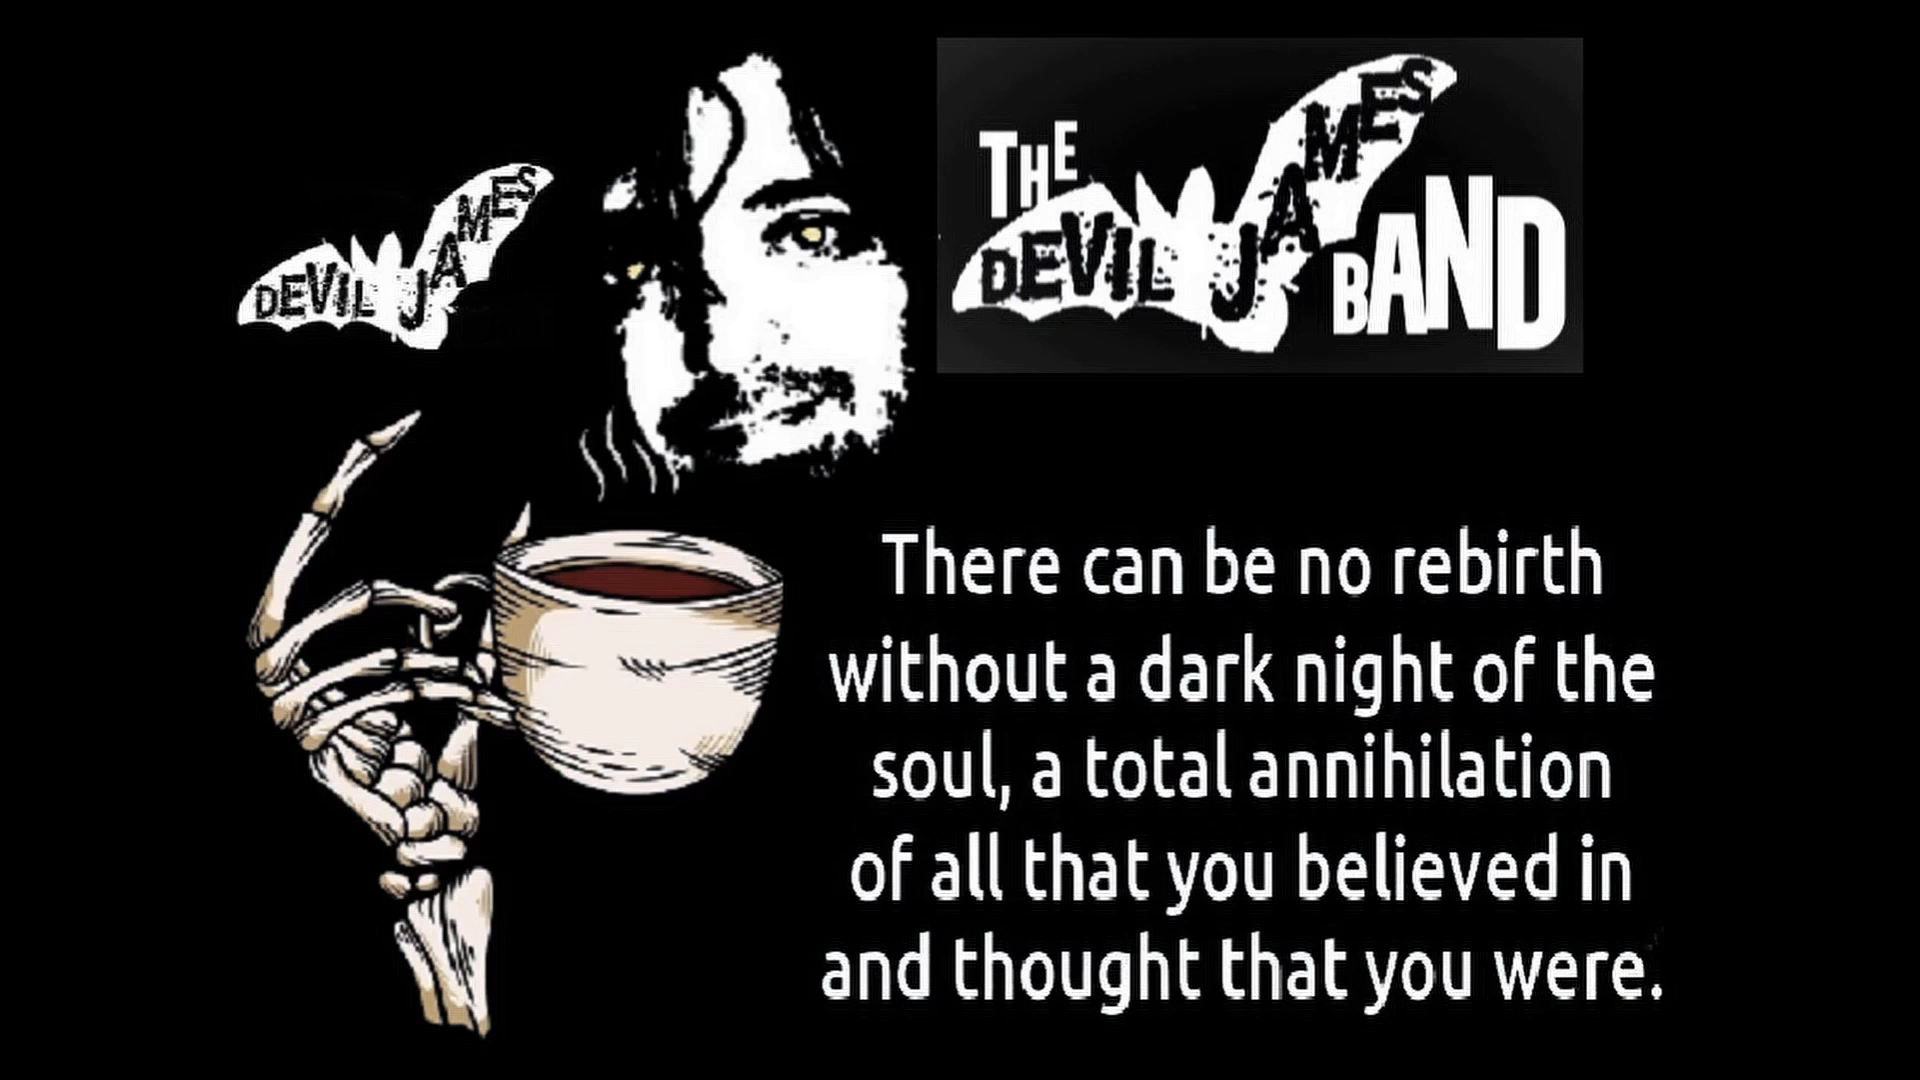 DEVIL JAMES
THE
DEVIL JAMES
BAND
There can be no rebirth
without a dark night of the
soul, a total annihilation
of all that you believed in
and thought that you were.